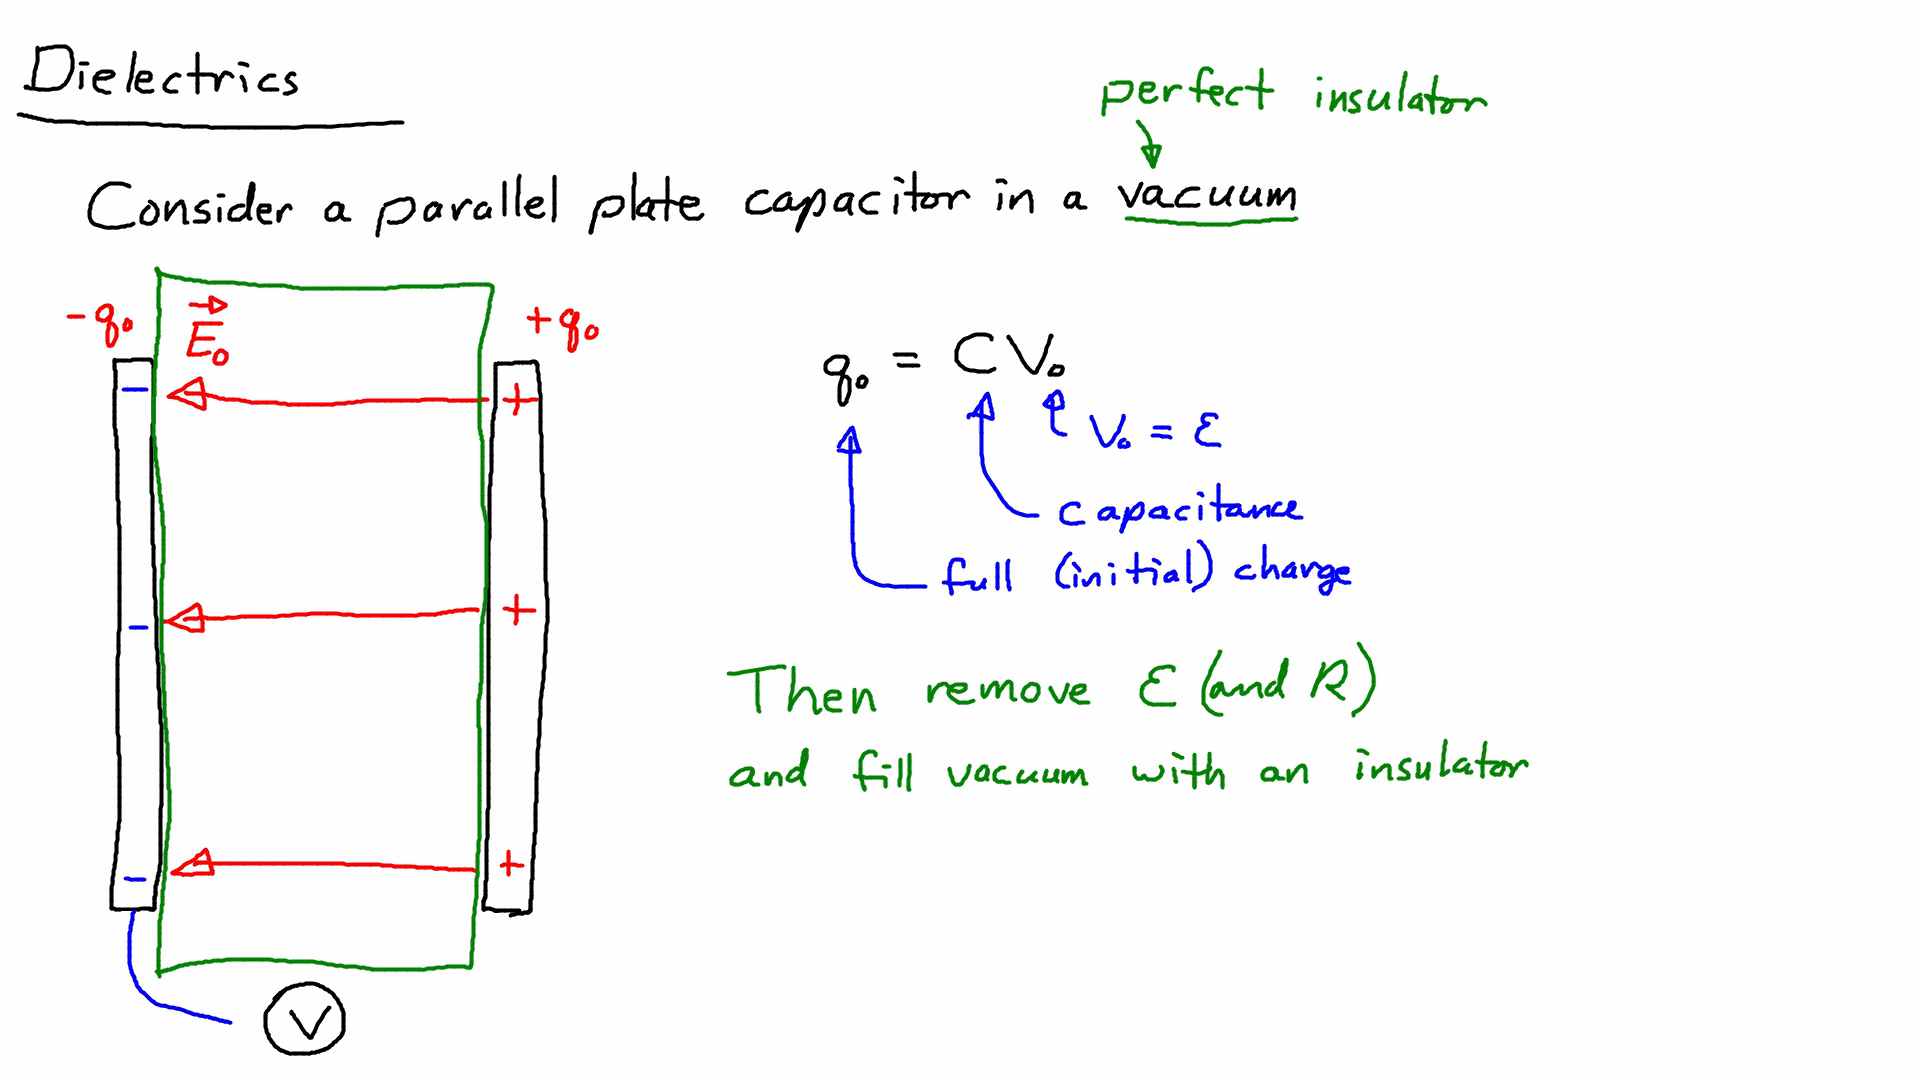 Dielectrics
perfect insulator
Consider a parallel plate capacitor in a vacuum
-q₀ E₀ +q₀
q₀ = CV₀
V₀ = ℰ
capacitance
full (initial) charge
Then remove ℰ (and R)
and fill vacuum with an insulator
- +
- +
- +
V